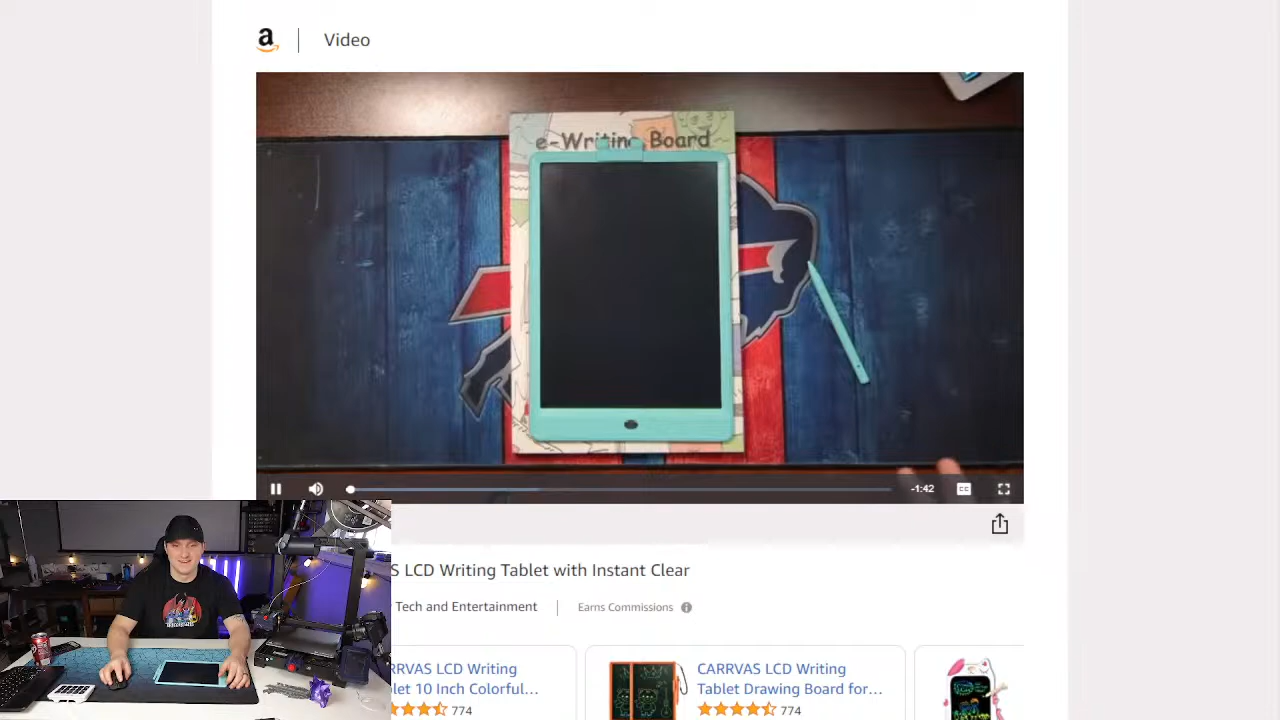 a
Video
e-Writing Board
-1:42
CC
S LCD Writing Tablet with Instant Clear
Tech and Entertainment
Earns Commissions
RRVAS LCD Writing
let 10 Inch Colorful...
774
CARRVAS LCD Writing
Tablet Drawing Board for...
774